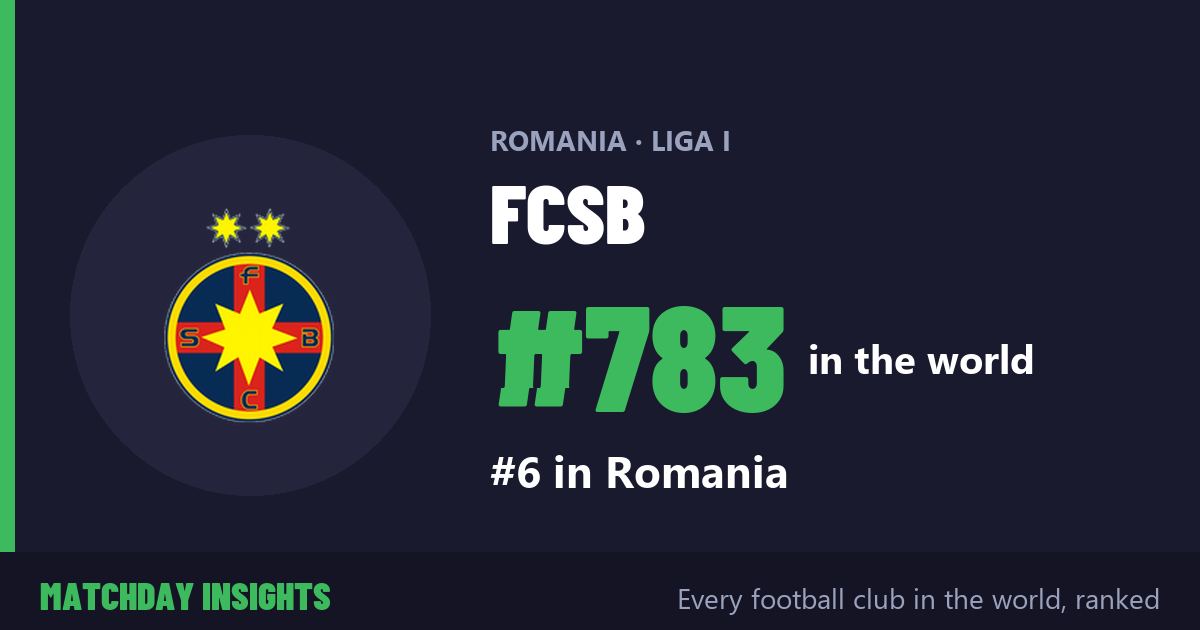 ROMANIA · LIGA I
FCSB
#783 in the world
#6 in Romania
F
S B
C
MATCHDAY INSIGHTS
Every football club in the world, ranked